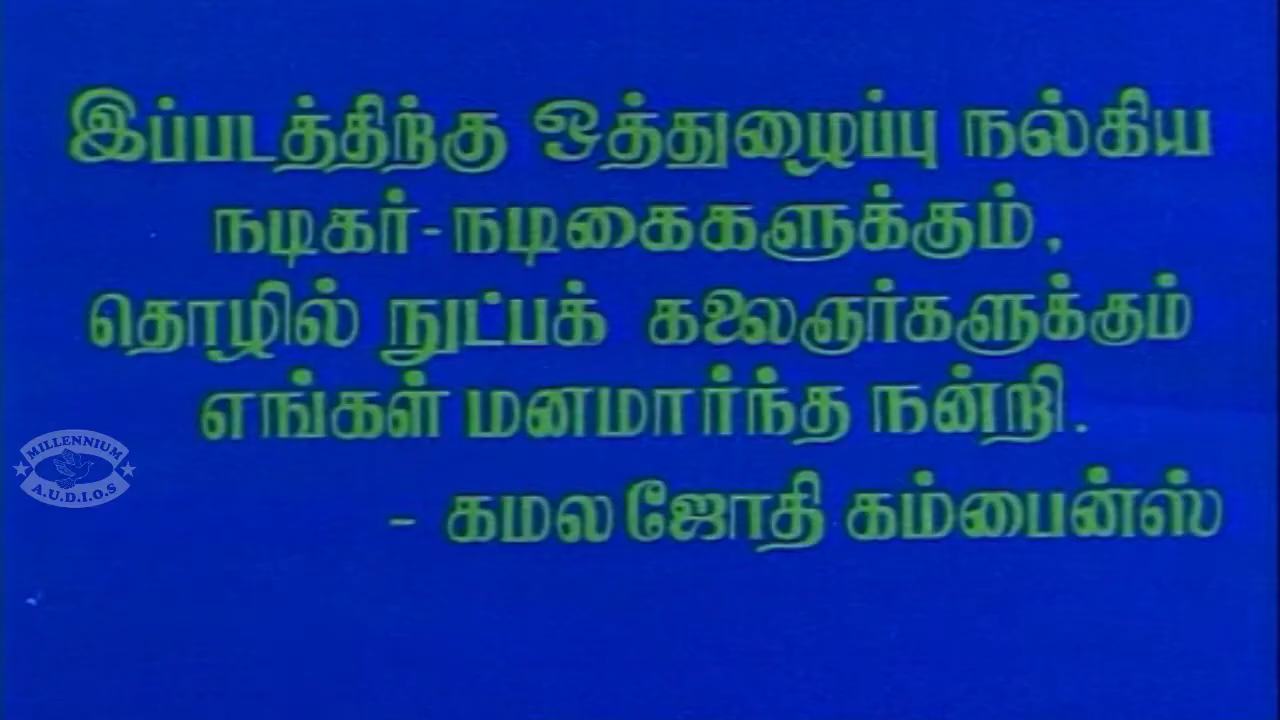 இப்படத்திற்கு ஒத்துழைப்பு நல்கிய
நடிகர்-நடிகைகளுக்கும்,
தொழில் நுட்பக் கலைஞர்களுக்கும்
எங்கள் மனமார்ந்த நன்றி.
MILLENNIUM
A.U.D.I.O.S
- கமலஜோதி கம்பைன்ஸ்